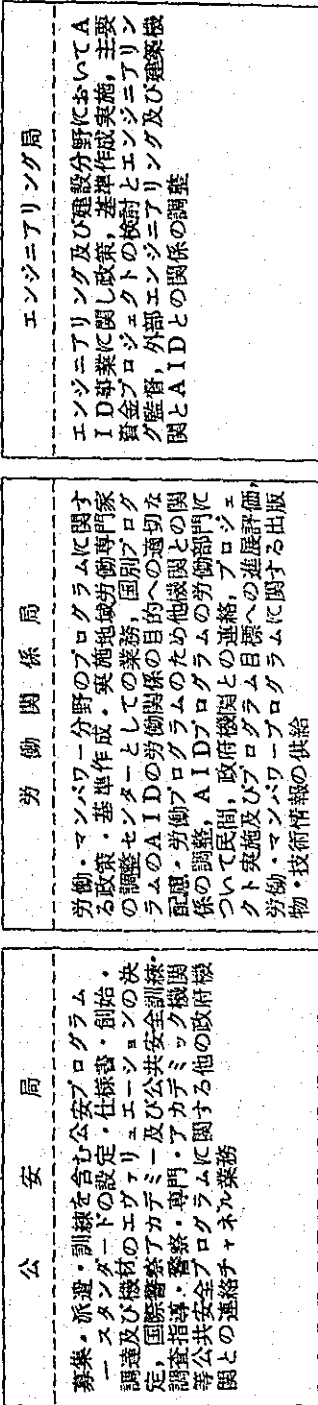 エンジニアリング局
エンジニアリング及び建設分野においてA
ID事業に関し政策,基準作成実施,主要
資金プロジェクトの検討とエンジニアリン
グ監督,外部エンジニアリング及び建築機
関とAIDとの関係の調整
労働関係局
労働・マンパワー分野のプログラムに関す
る政策・基準作成・実施地域労働専門家
の調整センターとしての業務,国別プログ
ラムのAIDの労働関係の目的への適切な
配慮・労働プログラムのため他機関との関
係の調整,AIDプログラムの労働部門に
ついて民間,政府機関との連絡,プロジェ
クト実施及びプログラム目標への進展評価,
労働・マンパワープログラムに関する出版
物・技術情報の供給
公安局
募集・派遣・訓練を含む公安プログラム
ースタンダードの設定・仕様書・創始・
調達及び機材のエヴァリュエーションの決
定,国際警察アカデミー及び公共安全訓練・
調査指導・警察・専門・アカデミック機関
等公共安全プログラムに関する他の政府機
関との連絡チャネル業務